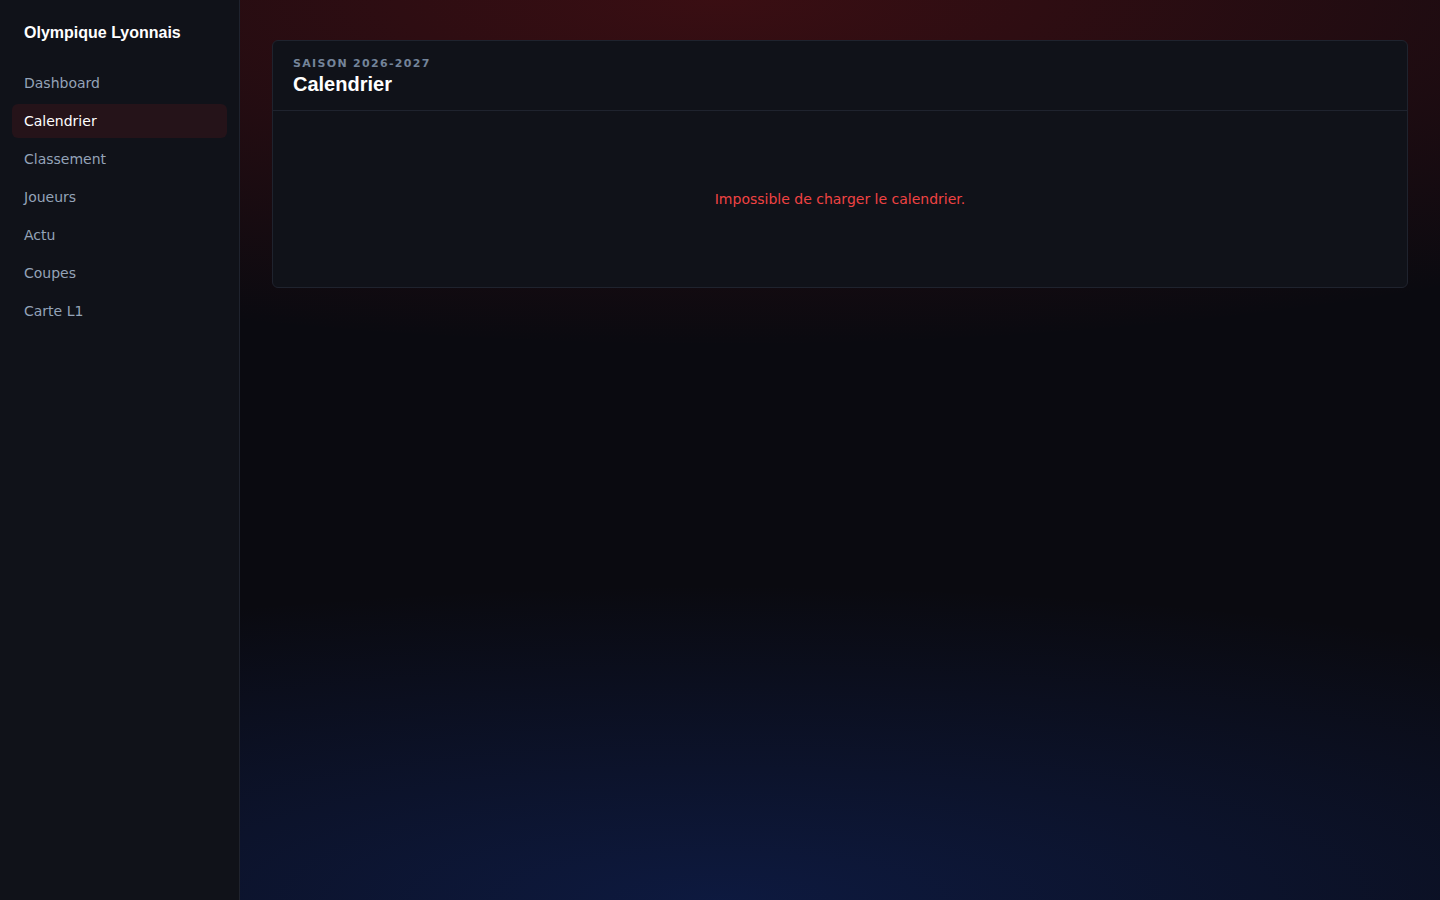 Olympique Lyonnais
Dashboard
Calendrier
Classement
Joueurs
Actu
Coupes
Carte L1
SAISON 2026-2027
Calendrier
Impossible de charger le calendrier.